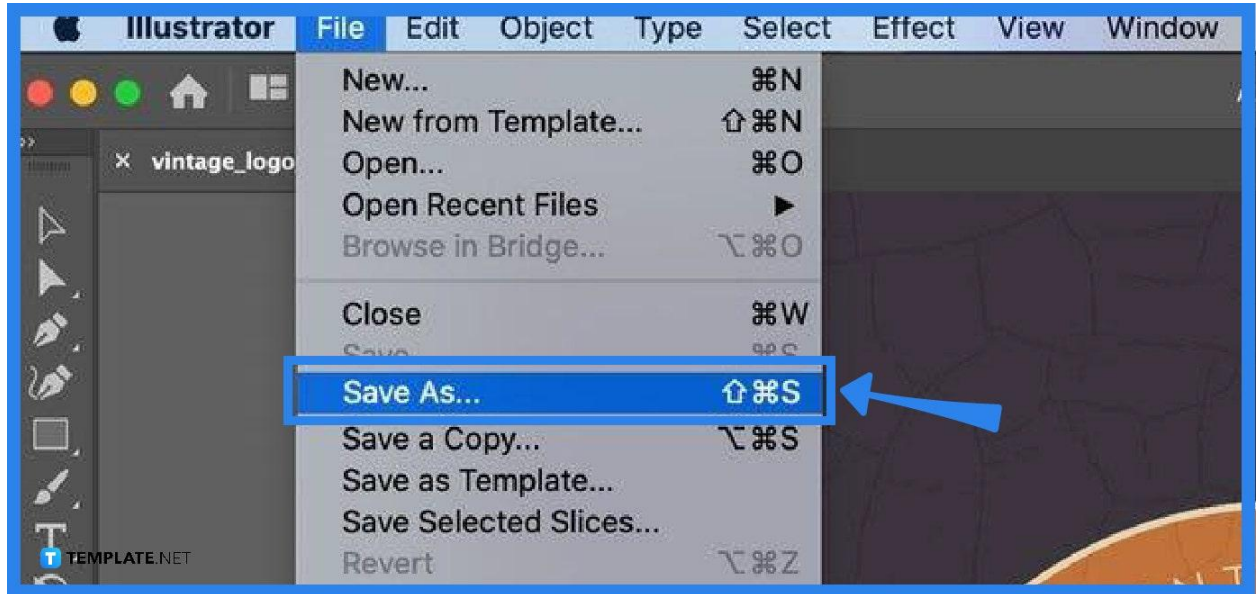 Illustrator File Edit Object Type Select Effect View Window
New... ⌘N
New from Template... ⇧⌘N
× vintage_logo
Open... ⌘O
Open Recent Files ▶
Browse in Bridge... ⌥⌘O
Close ⌘W
Save ⌘S
Save As... ⇧⌘S
Save a Copy... ⌥⌘S
Save as Template...
Save Selected Slices...
Revert ⌥⌘Z
T TEMPLATE.NET